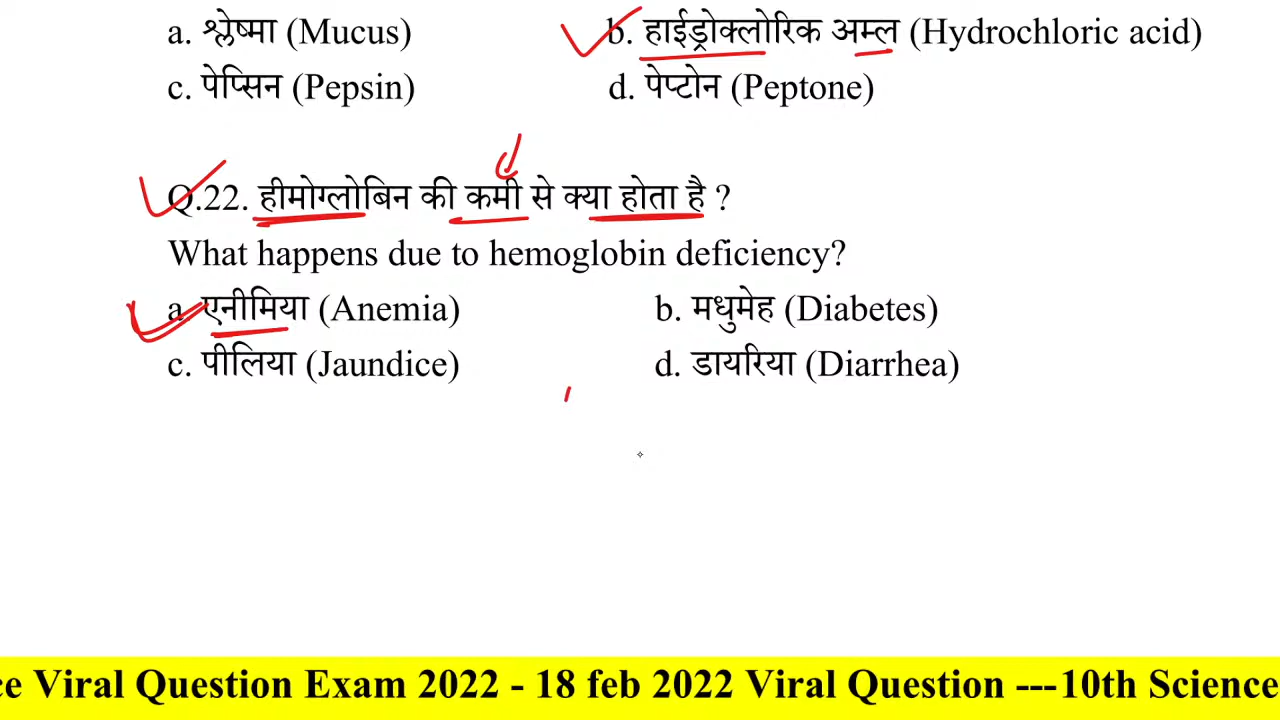 a. श्लेष्मा (Mucus) b. हाईड्रोक्लोरिक अम्ल (Hydrochloric acid)
c. पेप्सिन (Pepsin) d. पेप्टोन (Peptone)
Q.22. हीमोग्लोबिन की कमी से क्या होता है ?
What happens due to hemoglobin deficiency?
a. एनीमिया (Anemia) b. मधुमेह (Diabetes)
c. पीलिया (Jaundice) d. डायरिया (Diarrhea)
ce Viral Question Exam 2022 - 18 feb 2022 Viral Question ---10th Science